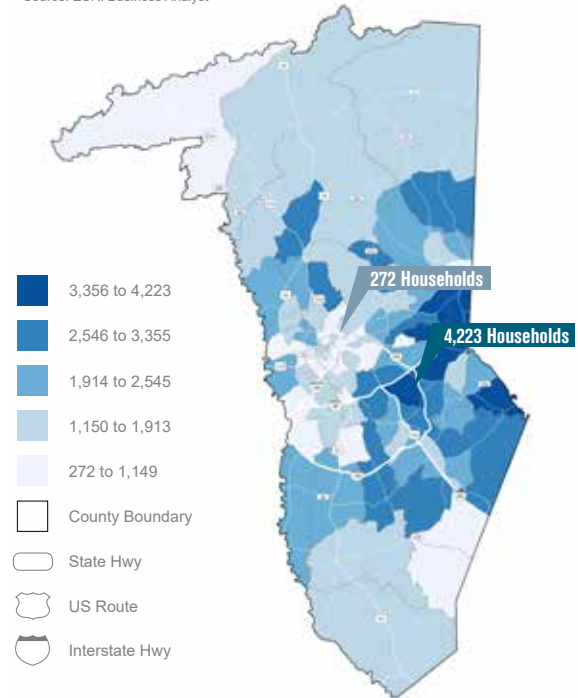 272 Households
4,223 Households
3,356 to 4,223
2,546 to 3,355
1,914 to 2,545
1,150 to 1,913
272 to 1,149
County Boundary
State Hwy
US Route
Interstate Hwy